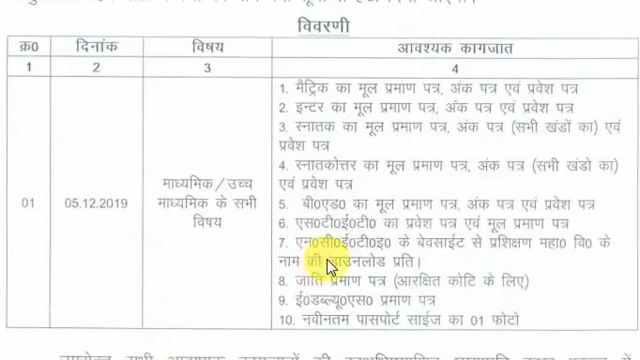 विवरणी
क्र0 दिनांक विषय आवश्यक कागजात
1 2 3 4
01 05.12.2019 माध्यमिक/उच्च
माध्यमिक के सभी
विषय
1. मैट्रिक का मूल प्रमाण पत्र, अंक पत्र एवं प्रवेश पत्र
2. इन्टर का मूल प्रमाण पत्र, अंक पत्र एवं प्रवेश पत्र
3. स्नातक का मूल प्रमाण पत्र, अंक पत्र (सभी खंडों का) एवं
प्रवेश पत्र
4. स्नातकोत्तर का मूल प्रमाण पत्र, अंक पत्र (सभी खंडो का)
एवं प्रवेश पत्र
5. बी0एड0 का मूल प्रमाण पत्र, अंक पत्र एवं प्रवेश पत्र
6. एस0टी0ई0टी0 का प्रवेश पत्र एवं मूल प्रमाण पत्र
7. एन0सी0ई0टी0इ0 के बेवसाईट से प्रशिक्षण महा0 वि0 के
नाम की डाउनलोड प्रति।
8. जाति प्रमाण पत्र (आरक्षित कोटि के लिए)
9. ई0डब्ल्यू0एस0 प्रमाण पत्र
10. नवीनतम पासपोर्ट साईज का 01 फोटो